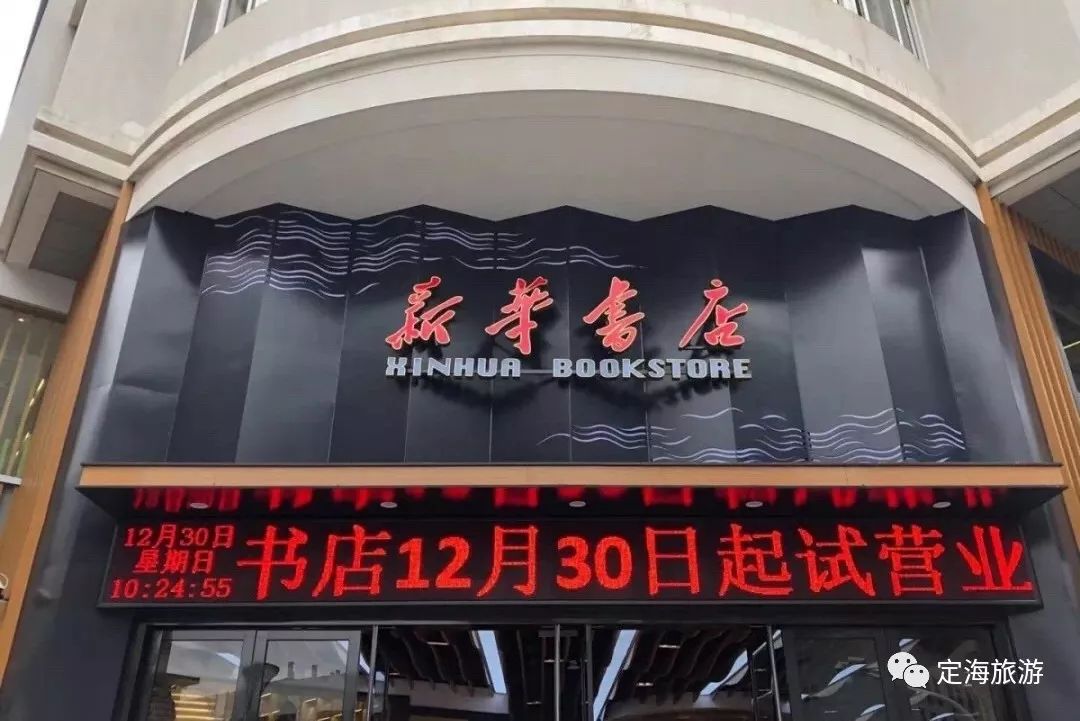 新華書店
XINHUA BOOKSTORE
12月30日
星期日
10:24:55
书店12月30日起试营业
定海旅游